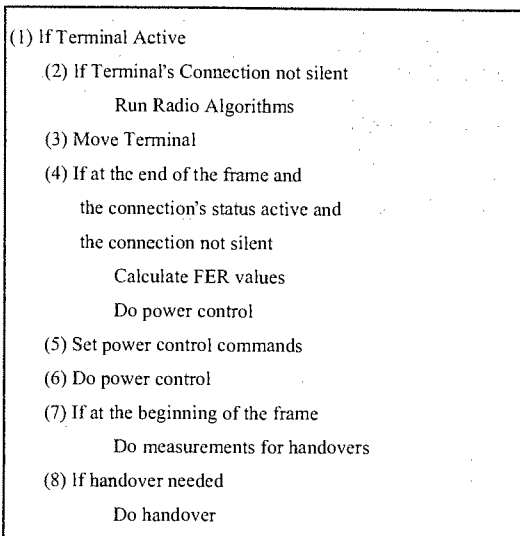 (1) If Terminal Active
(2) If Terminal's Connection not silent
Run Radio Algorithms
(3) Move Terminal
(4) If at the end of the frame and
the connection's status active and
the connection not silent
Calculate FER values
Do power control
(5) Set power control commands
(6) Do power control
(7) If at the beginning of the frame
Do measurements for handovers
(8) If handover needed
Do handover